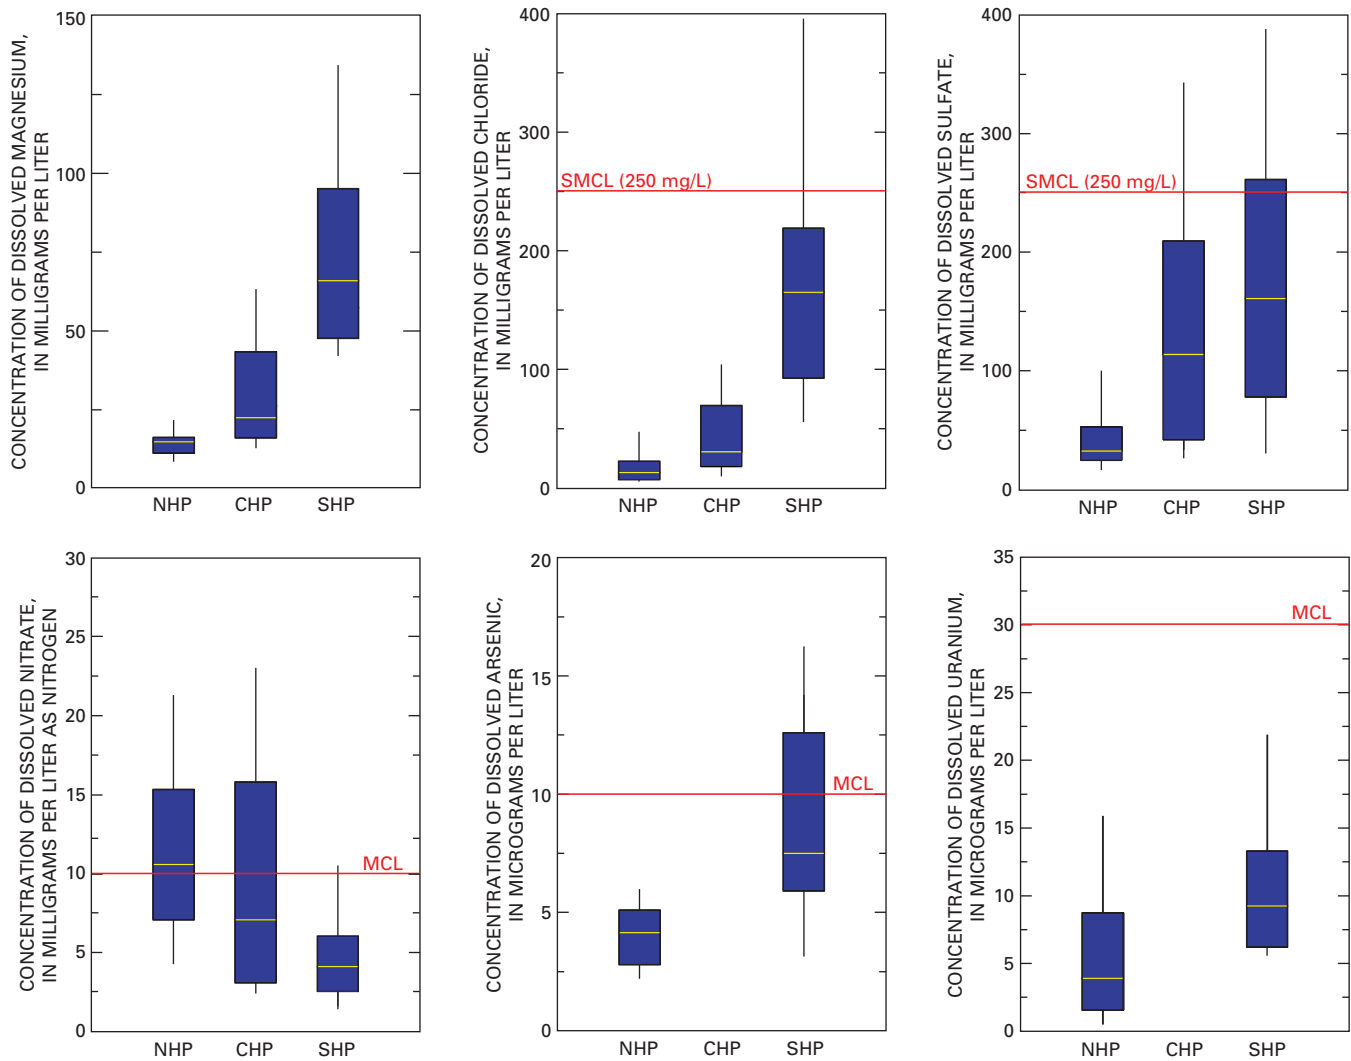 CONCENTRATION OF DISSOLVED MAGNESIUM,
IN MILLIGRAMS PER LITER
150
100
50
0
NHP CHP SHP
CONCENTRATION OF DISSOLVED CHLORIDE,
IN MILLIGRAMS PER LITER
400
300
SMCL (250 mg/L)
200
100
0
NHP CHP SHP
CONCENTRATION OF DISSOLVED SULFATE,
IN MILLIGRAMS PER LITER
400
300
SMCL (250 mg/L)
200
100
0
NHP CHP SHP
CONCENTRATION OF DISSOLVED NITRATE,
IN MILLIGRAMS PER LITER AS NITROGEN
30
25
20
15
MCL
10
5
0
NHP CHP SHP
CONCENTRATION OF DISSOLVED ARSENIC,
IN MICROGRAMS PER LITER
20
15
MCL
10
5
0
NHP CHP SHP
CONCENTRATION OF DISSOLVED URANIUM,
IN MICROGRAMS PER LITER
35
MCL
30
25
20
15
10
5
0
NHP CHP SHP